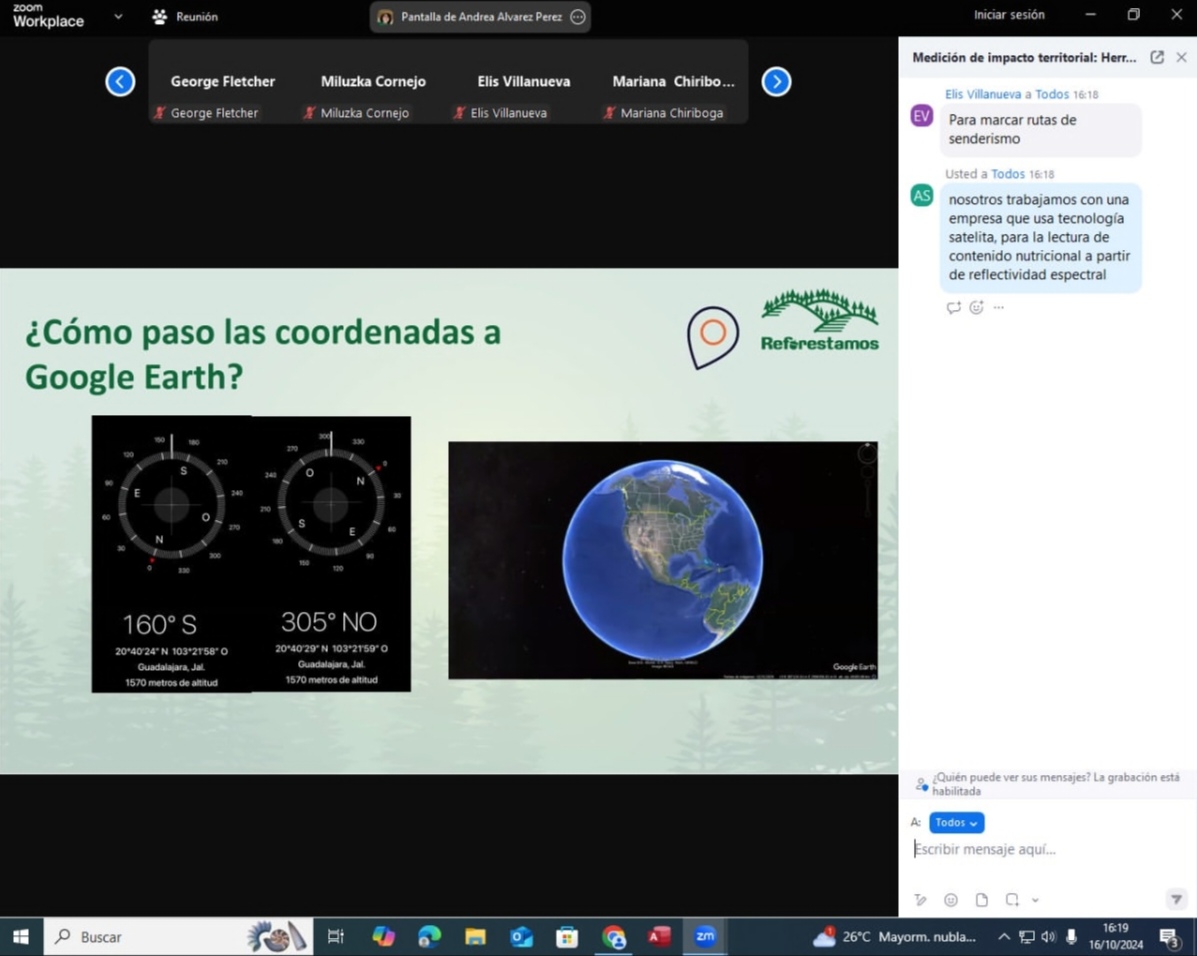 zoom
Workplace
Reunión
Pantalla de Andrea Alvarez Perez
Iniciar sesión
George Fletcher
Miluzka Cornejo
Elis Villanueva
Mariana Chiribo...
George Fletcher
Miluzka Cornejo
Elis Villanueva
Mariana Chiriboga
Medición de impacto territorial: Herr...
Elis Villanueva a Todos 16:18
EV
Para marcar rutas de
senderismo
Usted a Todos 16:18
AS
nosotros trabajamos con una
empresa que usa tecnología
satelita, para la lectura de
contenido nutricional a partir
de reflectividad espectral
¿Cómo paso las coordenadas a
Google Earth?
Reforestamos
150 180
120 210
90 240
60 270
30 300
0 330
S
E
O
N
160° S
20°40'24" N 103°21'58" O
Guadalajara, Jal.
1570 metros de altitud
300
270 330
240 0
210 30
180 60
150 90
120
O
N
S
E
305° NO
20°40'29" N 103°21'59" O
Guadalajara, Jal.
1570 metros de altitud
Google Earth
¿Quién puede ver sus mensajes? La grabación está
habilitada
A: Todos
Escribir mensaje aquí...
Buscar
zm
26°C Mayorm. nubla...
16:19
16/10/2024
3